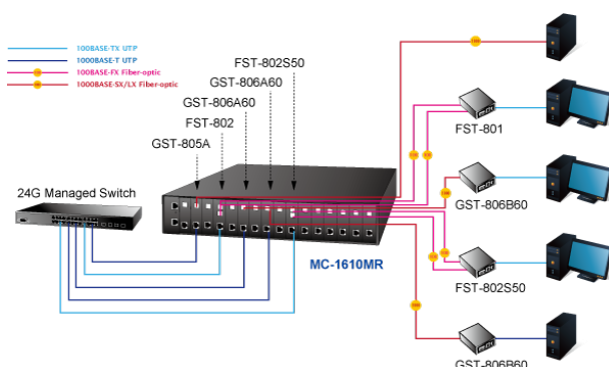 100BASE-TX UTP
1000BASE-T UTP
100BASE-FX Fiber-optic
1000BASE-SX/LX Fiber-optic
FST-802S50
GST-806A60
GST-806A60
FST-802
GST-805A
24G Managed Switch
MC-1610MR
FST-801
GST-806B60
FST-802S50
GST-806B60